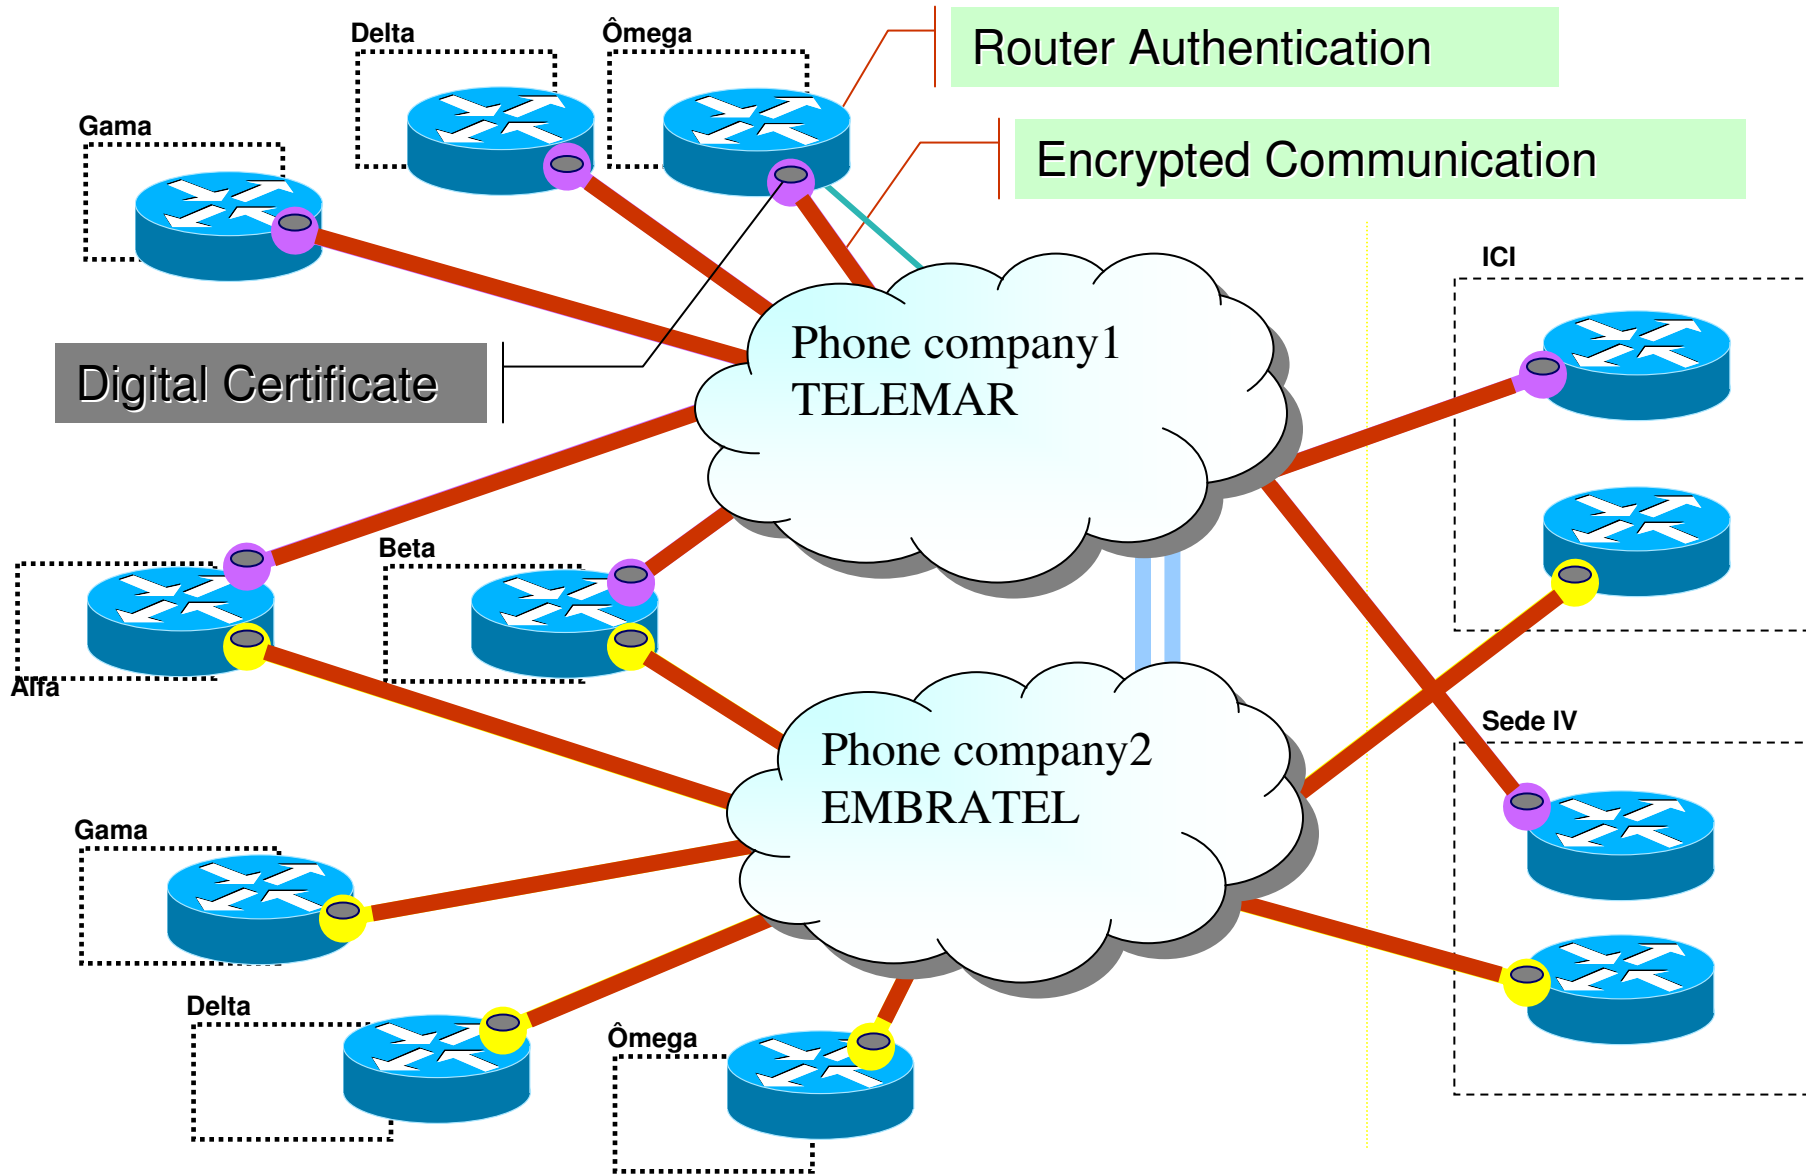 Delta
Ômega
Router Authentication
Gama
Encrypted Communication
ICI
Phone company1
TELEMAR
Digital Certificate
Beta
Alfa
Sede IV
Phone company2
EMBRATEL
Gama
Delta
Ômega